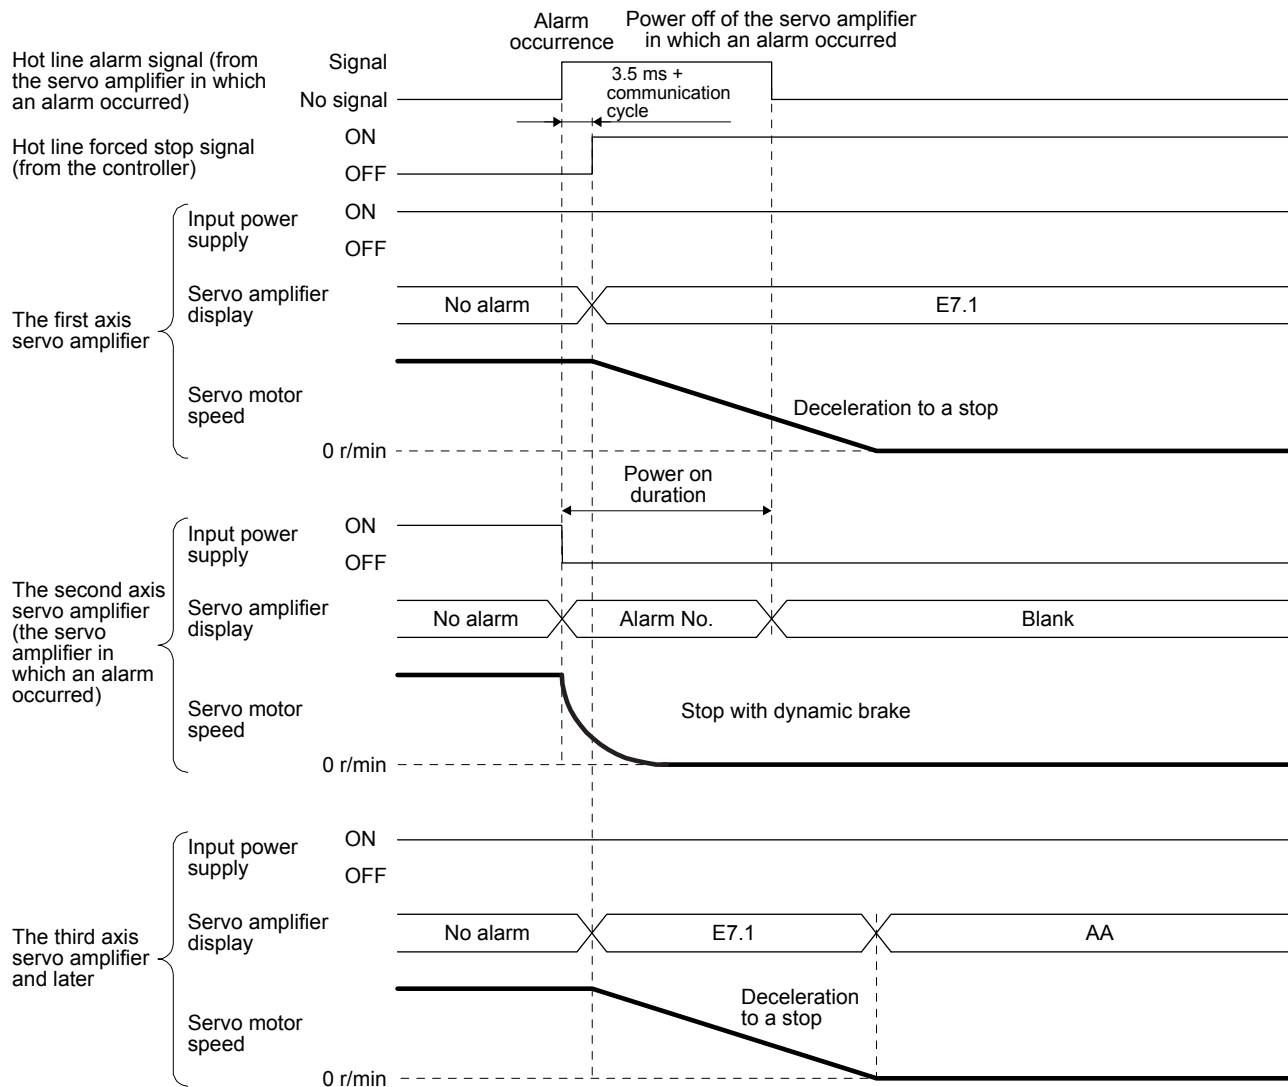 Alarm
occurrence
Power off of the servo amplifier
in which an alarm occurred
Hot line alarm signal (from
the servo amplifier in which
an alarm occurred)
Signal
No signal
3.5 ms +
communication
cycle
Hot line forced stop signal
(from the controller)
ON
OFF
The first axis
servo amplifier
Input power
supply
ON
OFF
Servo amplifier
display
No alarm
E7.1
Servo motor
speed
Deceleration to a stop
0 r/min
Power on
duration
The second axis
servo amplifier
(the servo
amplifier in
which an alarm
occurred)
Input power
supply
ON
OFF
Servo amplifier
display
No alarm
Alarm No.
Blank
Servo motor
speed
Stop with dynamic brake
0 r/min
The third axis
servo amplifier
and later
Input power
supply
ON
OFF
Servo amplifier
display
No alarm
E7.1
AA
Servo motor
speed
Deceleration
to a stop
0 r/min